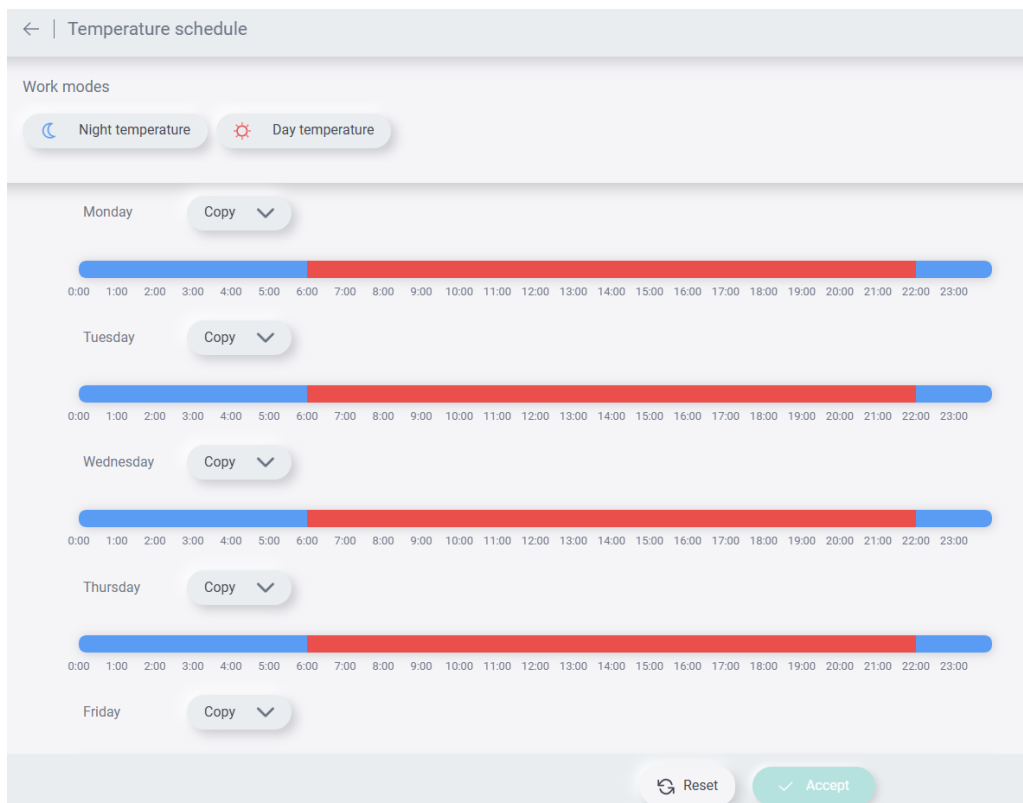 Temperature schedule
Work modes
Night temperature Day temperature
Monday Copy
0:00 1:00 2:00 3:00 4:00 5:00 6:00 7:00 8:00 9:00 10:00 11:00 12:00 13:00 14:00 15:00 16:00 17:00 18:00 19:00 20:00 21:00 22:00 23:00
Tuesday Copy
0:00 1:00 2:00 3:00 4:00 5:00 6:00 7:00 8:00 9:00 10:00 11:00 12:00 13:00 14:00 15:00 16:00 17:00 18:00 19:00 20:00 21:00 22:00 23:00
Wednesday Copy
0:00 1:00 2:00 3:00 4:00 5:00 6:00 7:00 8:00 9:00 10:00 11:00 12:00 13:00 14:00 15:00 16:00 17:00 18:00 19:00 20:00 21:00 22:00 23:00
Thursday Copy
0:00 1:00 2:00 3:00 4:00 5:00 6:00 7:00 8:00 9:00 10:00 11:00 12:00 13:00 14:00 15:00 16:00 17:00 18:00 19:00 20:00 21:00 22:00 23:00
Friday Copy
Reset Accept